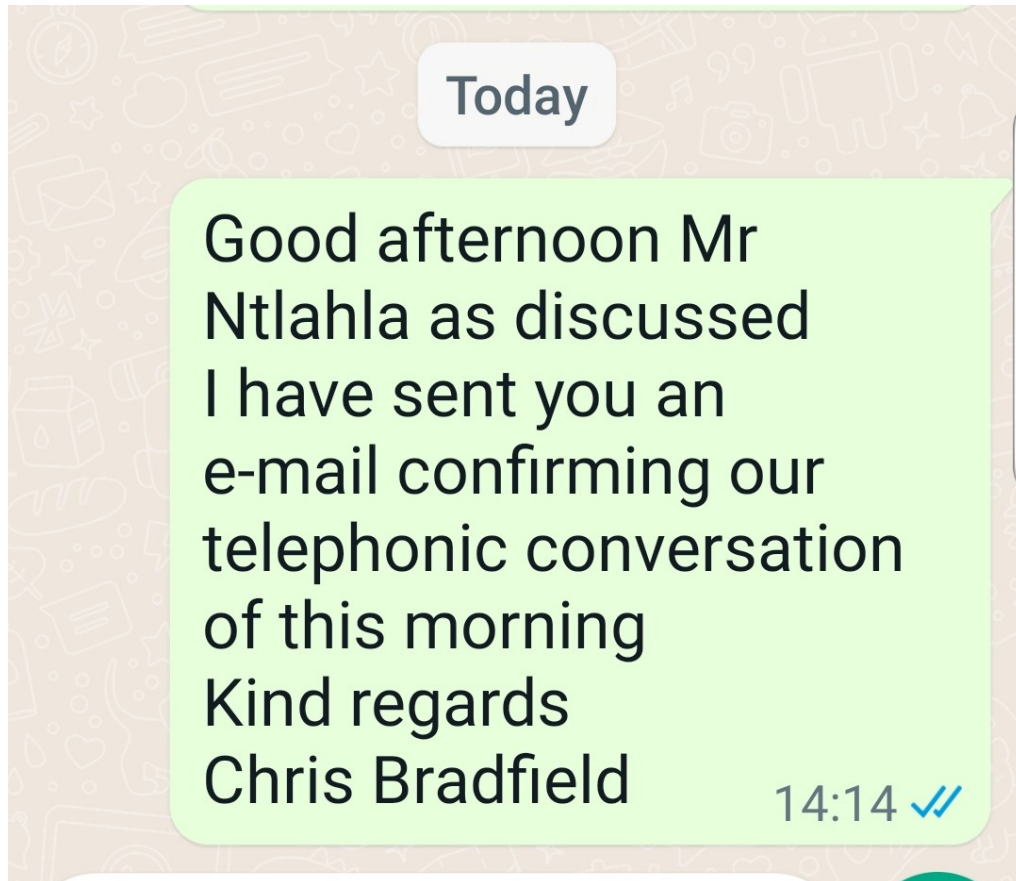 Today
Good afternoon Mr
Ntlahla as discussed
I have sent you an
e-mail confirming our
telephonic conversation
of this morning
Kind regards
Chris Bradfield
14:14